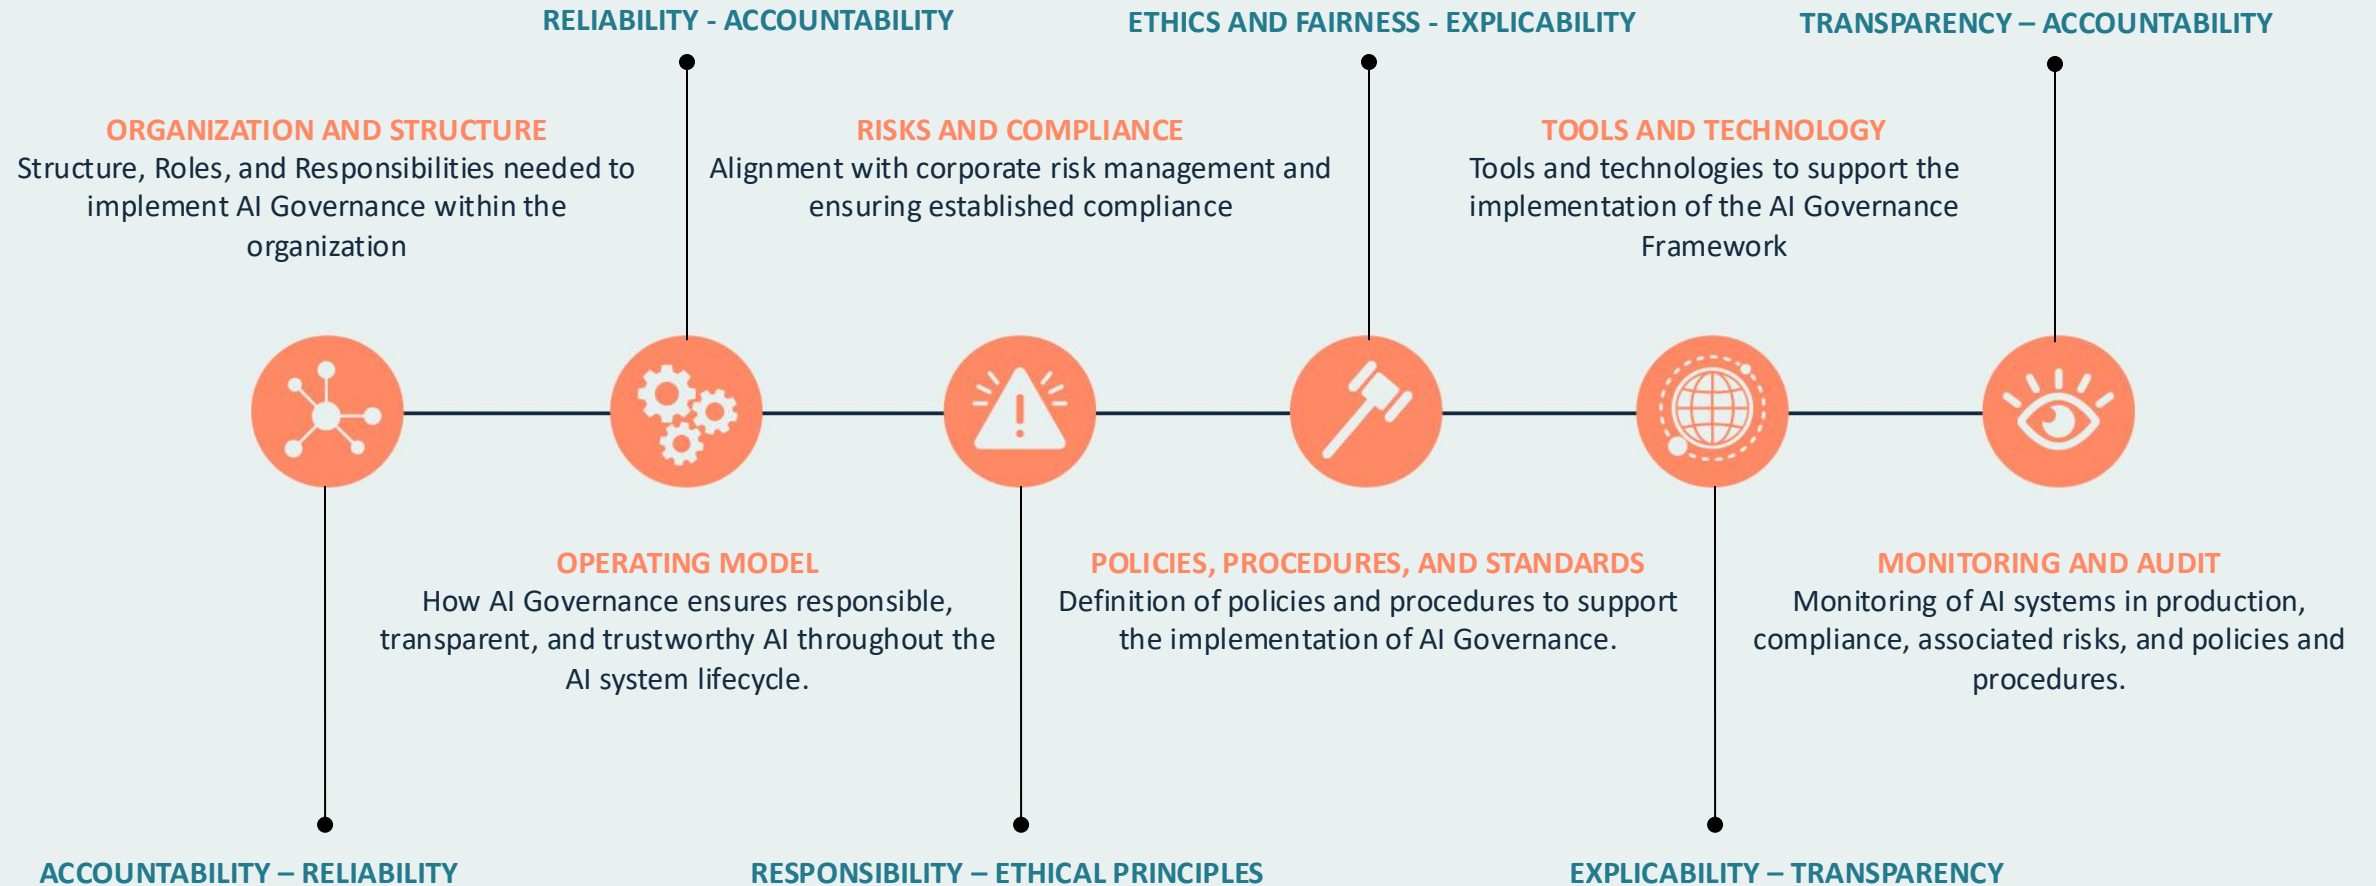 RELIABILITY - ACCOUNTABILITY
ETHICS AND FAIRNESS - EXPLICABILITY
TRANSPARENCY – ACCOUNTABILITY
ORGANIZATION AND STRUCTURE
Structure, Roles, and Responsibilities needed to
implement AI Governance within the
organization
RISKS AND COMPLIANCE
Alignment with corporate risk management and
ensuring established compliance
TOOLS AND TECHNOLOGY
Tools and technologies to support the
implementation of the AI Governance
Framework
OPERATING MODEL
How AI Governance ensures responsible,
transparent, and trustworthy AI throughout the
AI system lifecycle.
POLICIES, PROCEDURES, AND STANDARDS
Definition of policies and procedures to support
the implementation of AI Governance.
MONITORING AND AUDIT
Monitoring of AI systems in production,
compliance, associated risks, and policies and
procedures.
ACCOUNTABILITY – RELIABILITY
RESPONSIBILITY – ETHICAL PRINCIPLES
EXPLICABILITY – TRANSPARENCY